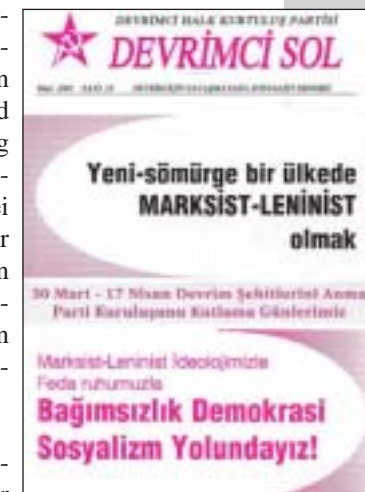 DEVRİMCİ HALK KURTULUŞ PARTİSİ
DEVRİMCİ SOL
Yeni-sömürge bir ülkede
MARKSİST-LENİNİST
olmak
30 Mart - 17 Nisan Devrim Şehitlerini Anma
Parti Kuruluşunu Kutlama Günlerimiz
Marksist-Leninist İdeolojimizle
Feda ruhumuzla
Bağımsızlık Demokrasi
Sosyalizm Yolundayız!